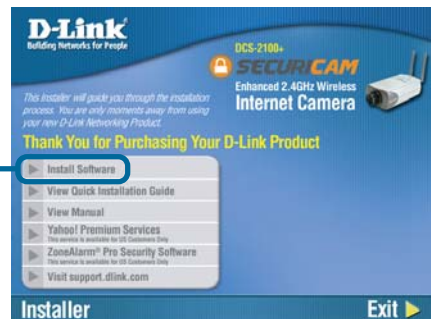 D-Link
Building Networks for People
DCS-2100+
SECURICAM
Enhanced 2.4GHz Wireless
Internet Camera
This Installer will guide you through the installation
process. You are only moments away from using
your new D-Link Networking Product.
Thank You for Purchasing Your D-Link Product
Install Software
View Quick Installation Guide
View Manual
Yahoo! Premium Services
This service is available for US Customers Only
ZoneAlarm® Pro Security Software
This service is available for US Customers Only
Visit support.dlink.com
Installer
Exit